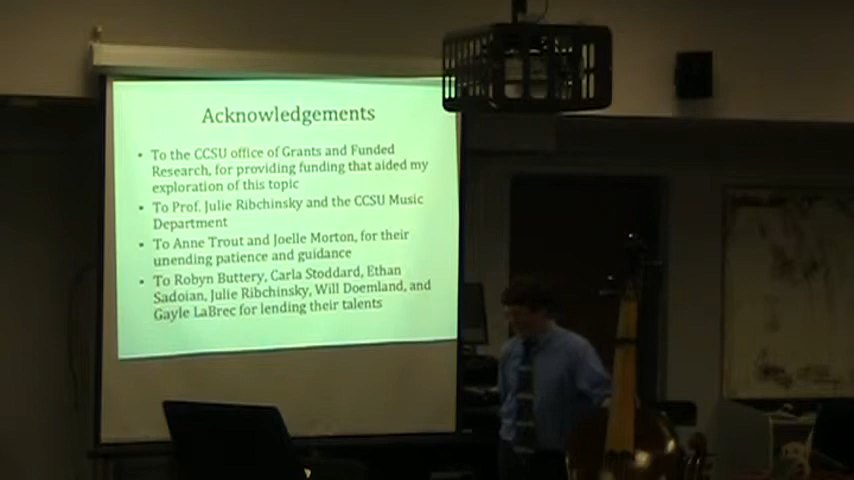 Acknowledgements
• To the CCSU office of Grants and Funded
Research, for providing funding that aided my
exploration of this topic
• To Prof. Julie Ribchinsky and the CCSU Music
Department
• To Anne Trout and Joelle Morton, for their
unending patience and guidance
• To Robyn Buttery, Carla Stoddard, Ethan
Sadoian, Julie Ribchinsky, Will Doemland, and
Gayle LaBrec for lending their talents